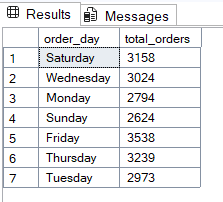 Results Messages
order_day total_orders
1 Saturday 3158
2 Wednesday 3024
3 Monday 2794
4 Sunday 2624
5 Friday 3538
6 Thursday 3239
7 Tuesday 2973